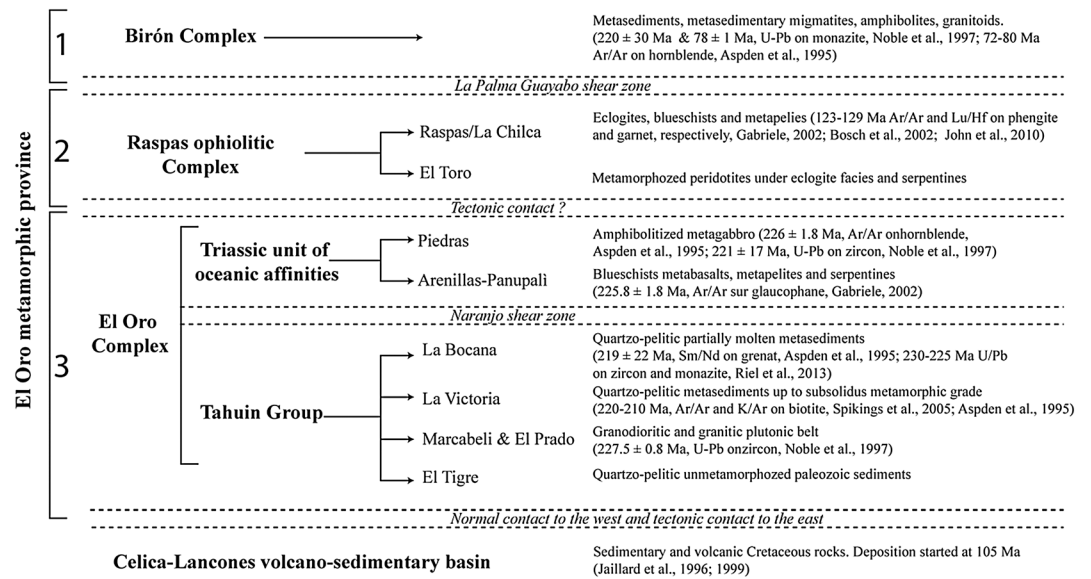 El Oro metamorphic province
1
Birón Complex
Metasediments, metasedimentary migmatites, amphibolites, granitoids.
(220 ± 30 Ma & 78 ± 1 Ma, U-Pb on monazite, Noble et al., 1997; 72-80 Ma
Ar/Ar on hornblende, Aspden et al., 1995)
La Palma Guayabo shear zone
2
Raspas ophiolitic
Complex
Raspas/La Chilca
Eclogites, blueschists and metapelies (123-129 Ma Ar/Ar and Lu/Hf on phengite
and garnet, respectively, Gabriele, 2002; Bosch et al., 2002; John et al., 2010)
El Toro
Metamorphozed peridotites under eclogite facies and serpentines
Tectonic contact ?
3
El Oro
Complex
Triassic unit of
oceanic affinities
Piedras
Amphibolitized metagabbro (226 ± 1.8 Ma, Ar/Ar onhornblende,
Aspden et al., 1995; 221 ± 17 Ma, U-Pb on zircon, Noble et al., 1997)
Arenillas-Panupali
Blueschists metabasalts, metapelites and serpentines
(225.8 ± 1.8 Ma, Ar/Ar sur glaucophane, Gabriele, 2002)
Naranjo shear zone
Tahuin Group
La Bocana
Quartzo-pelitic partially molten metasediments
(219 ± 22 Ma, Sm/Nd on grenat, Aspden et al., 1995; 230-225 Ma U/Pb
on zircon and monazite, Riel et al., 2013)
La Victoria
Quartzo-pelitic metasediments up to subsolidus metamorphic grade
(220-210 Ma, Ar/Ar and K/Ar on biotite, Spikings et al., 2005; Aspden et al., 1995)
Marcabeli & El Prado
Granodioritic and granitic plutonic belt
(227.5 ± 0.8 Ma, U-Pb onzircon, Noble et al., 1997)
El Tigre
Quartzo-pelitic unmetamorphozed paleozoic sediments
Normal contact to the west and tectonic contact to the east
Celica-Lancones volcano-sedimentary basin
Sedimentary and volcanic Cretaceous rocks. Deposition started at 105 Ma
(Jaillard et al., 1996; 1999)